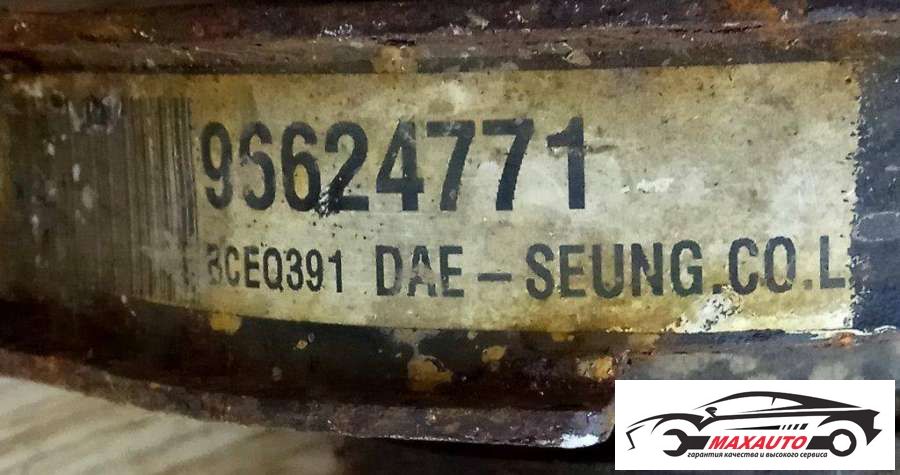 96624771
BCEQ391 DAE-SEUNG.CO.L
MAXAUTO
гарантия качества и высокого сервиса